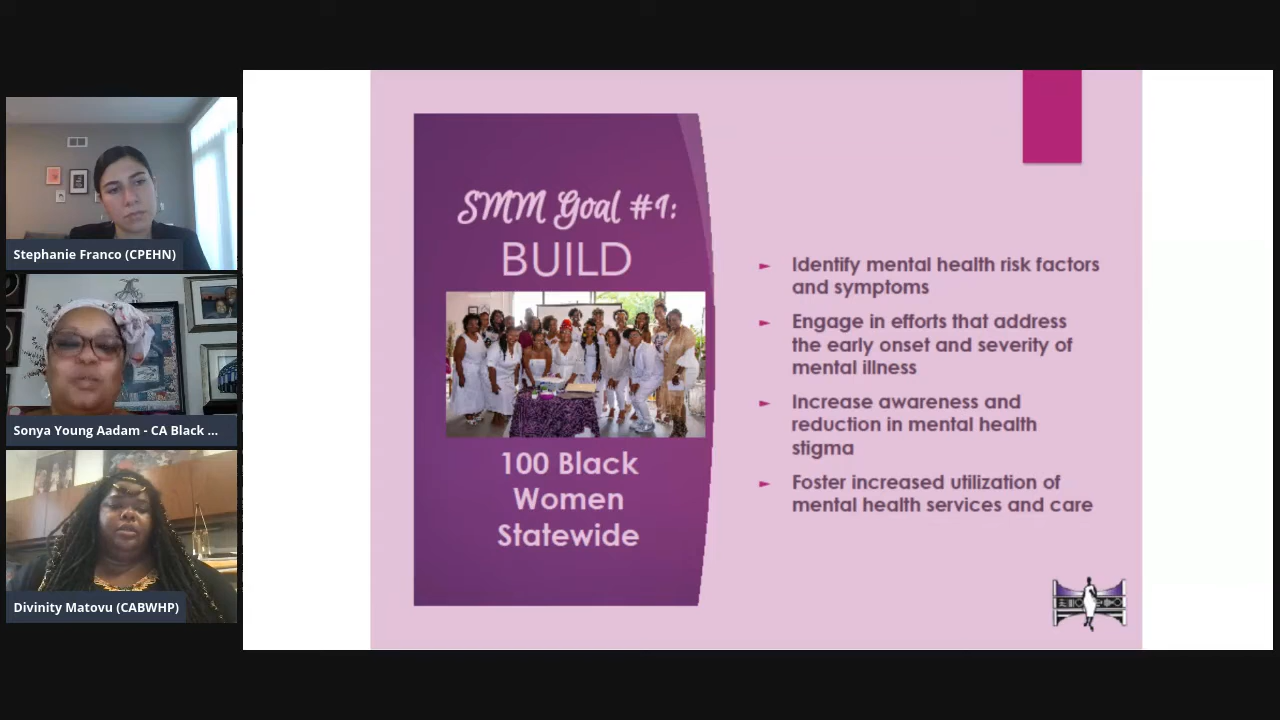 Stephanie Franco (CPEHN)
Sonya Young Aadam - CA Black ...
Divinity Matovu (CABWHP)
SMM Goal #1:
BUILD
100 Black
Women
Statewide
► Identify mental health risk factors
and symptoms
► Engage in efforts that address
the early onset and severity of
mental illness
► Increase awareness and
reduction in mental health
stigma
► Foster increased utilization of
mental health services and care